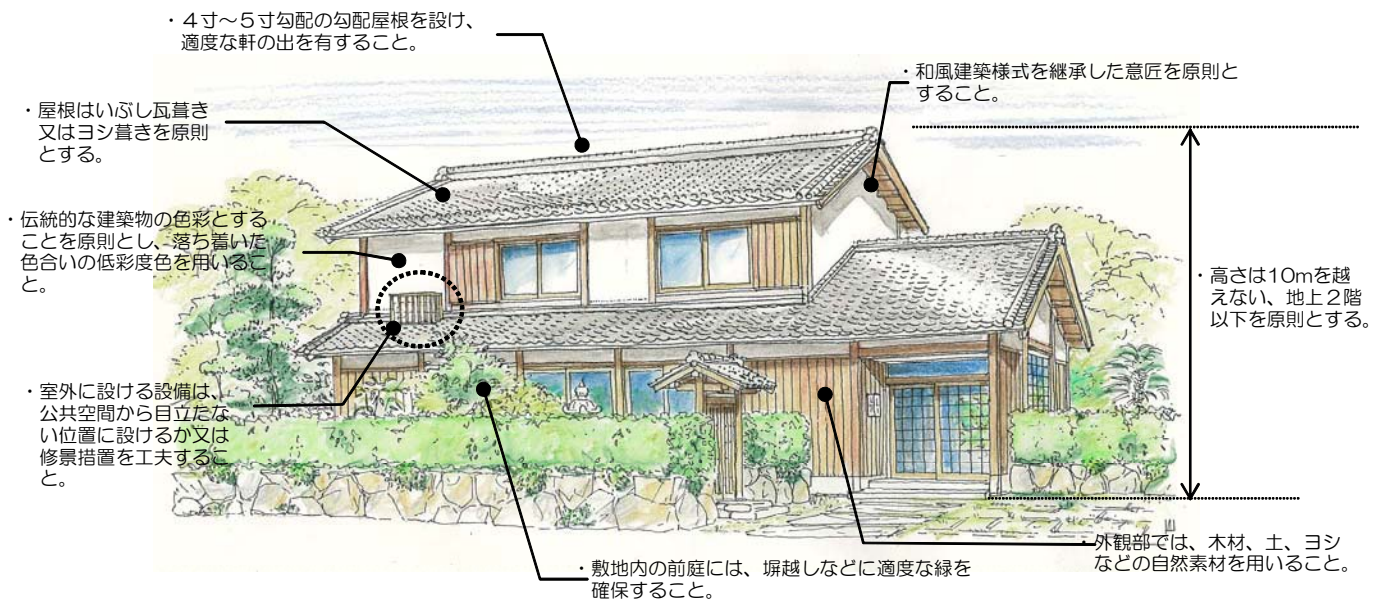 ・４寸～５寸勾配の勾配屋根を設け、
適度な軒の出を有すること。
・和風建築様式を継承した意匠を原則と
すること。
・屋根はいぶし瓦葺き
又はヨシ葺きを原則
とする。
・伝統的な建築物の色彩とする
ことを原則とし、落ち着いた
色合いの低彩度色を用いるこ
と。
・高さは10mを越
えない、地上２階
以下を原則とする。
・室外に設ける設備は、
公共空間から目立たな
い位置に設けるか又は
修景措置を工夫するこ
と。
・外観部では、木材、土、ヨシ
などの自然素材を用いること。
・敷地内の前庭には、塀越しなどに適度な緑を
確保すること。